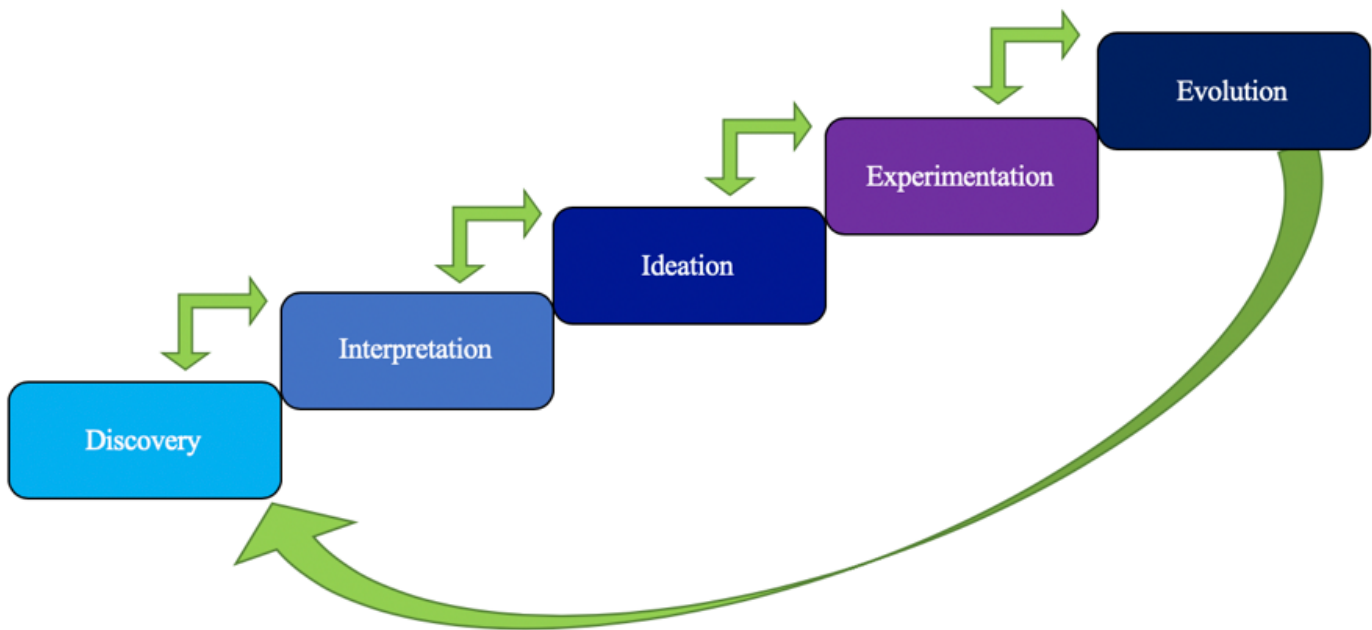 Evolution
Experimentation
Ideation
Interpretation
Discovery